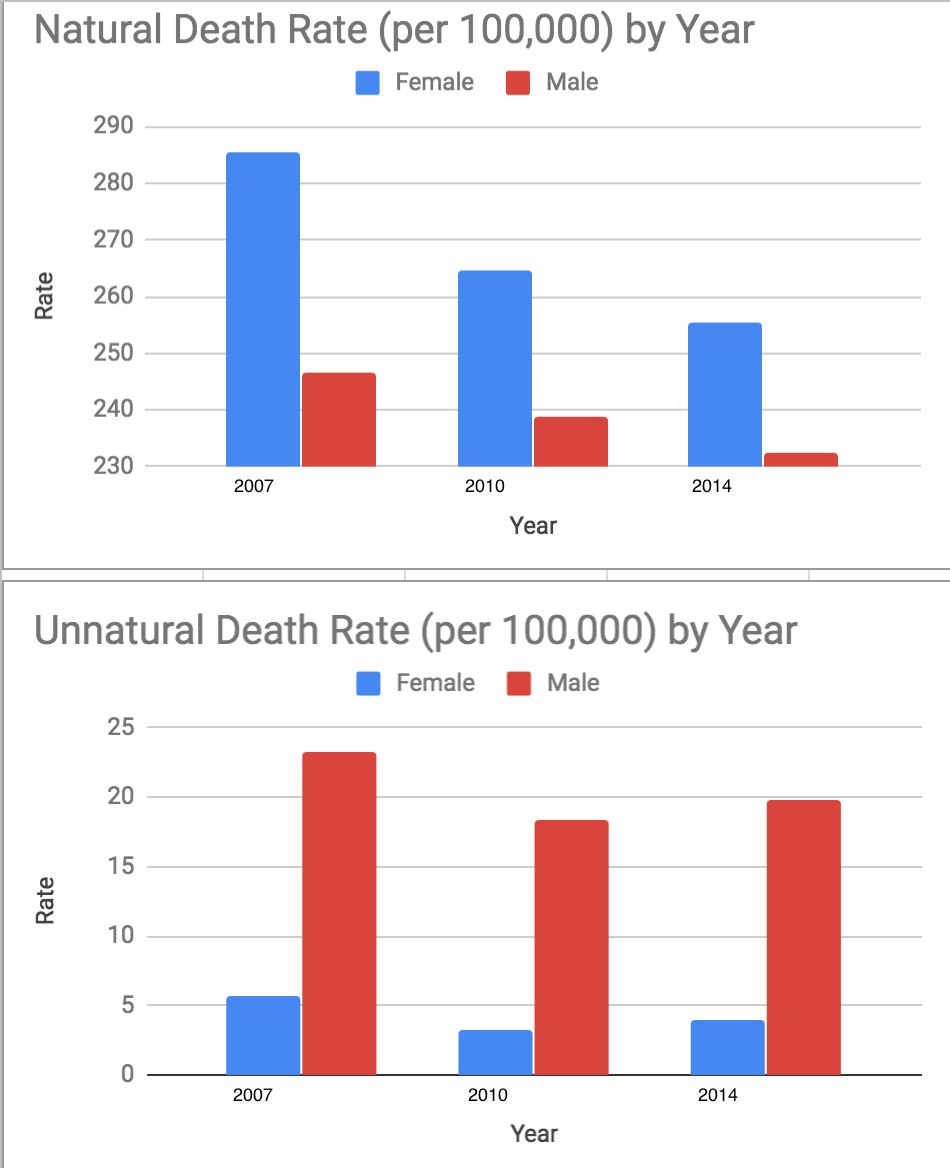 Natural Death Rate (per 100,000) by Year
Female Male
290
280
270
260
250
240
230
Rate
2007 2010 2014
Year
Unnatural Death Rate (per 100,000) by Year
Female Male
25
20
15
10
5
0
Rate
2007 2010 2014
Year